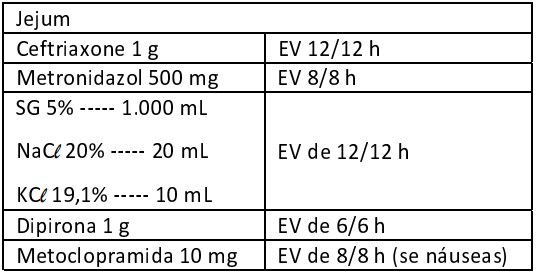 Jejum
Ceftriaxone 1 g EV 12/12 h
Metronidazol 500 mg EV 8/8 h
SG 5% ----- 1.000 mL
NaCℓ 20% ----- 20 mL EV de 12/12 h
KCℓ 19,1% ----- 10 mL
Dipirona 1 g EV de 6/6 h
Metoclopramida 10 mg EV de 8/8 h (se náuseas)